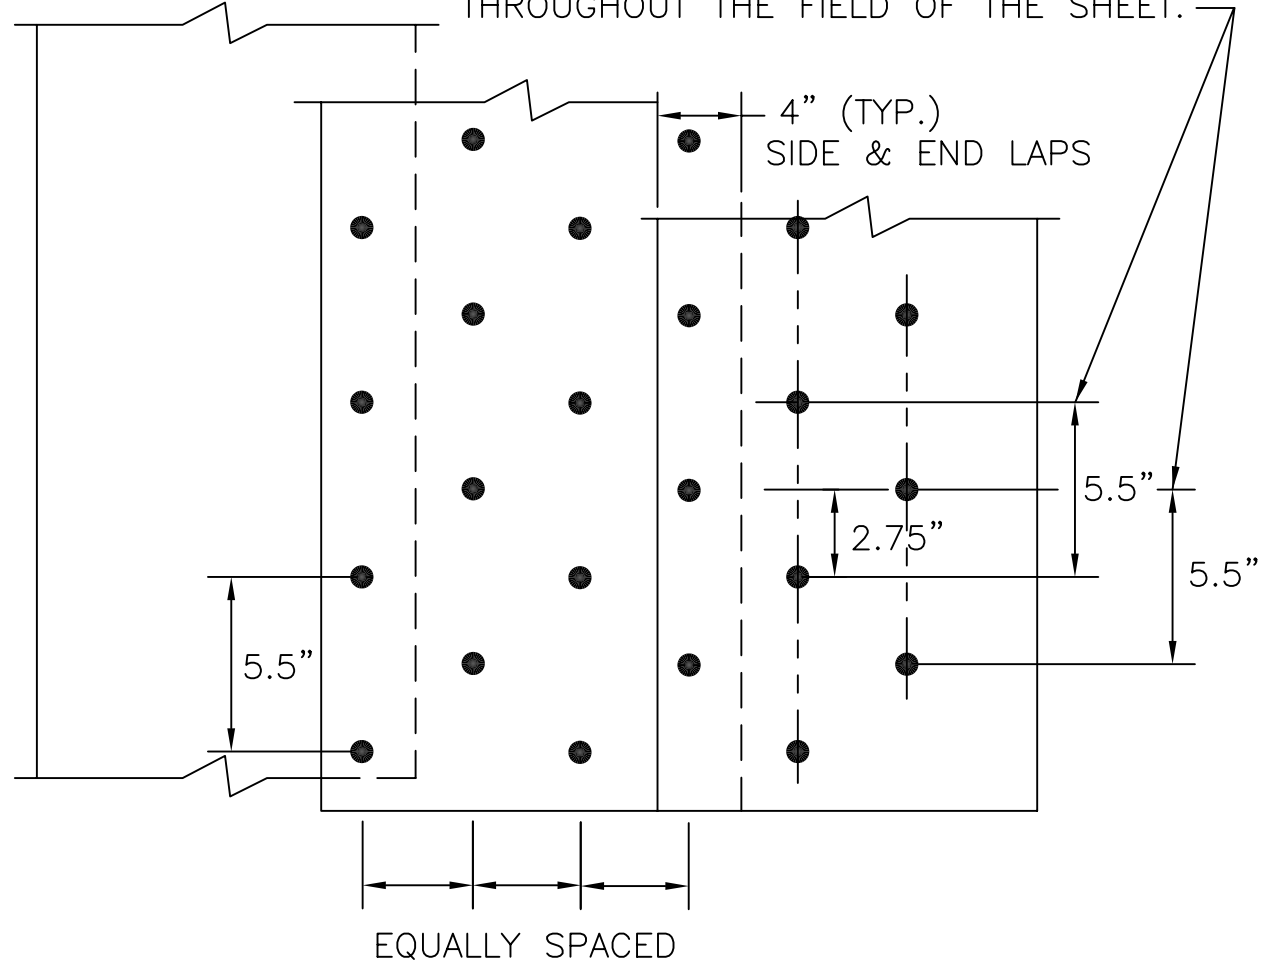 THROUGHOUT THE FIELD OF THE SHEET.
4” (TYP.)
SIDE & END LAPS
5.5”
2.75”
5.5”
5.5”
EQUALLY SPACED